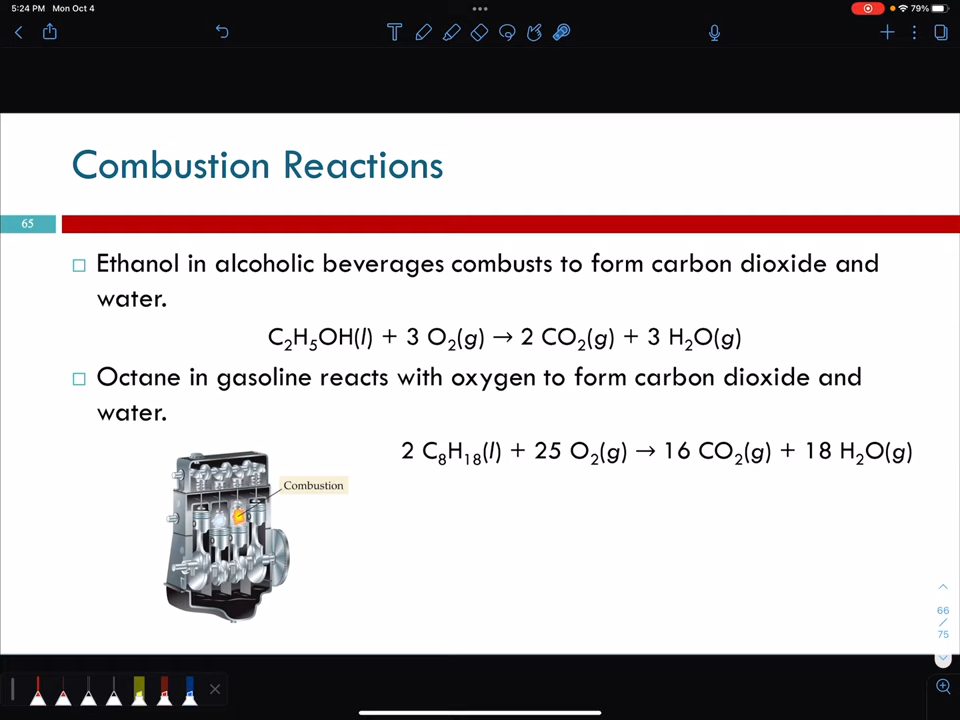 5:24 PM Mon Oct 4
79%
Combustion Reactions
65
Ethanol in alcoholic beverages combusts to form carbon dioxide and
water.
C₂H₅OH(l) + 3 O₂(g) → 2 CO₂(g) + 3 H₂O(g)
Octane in gasoline reacts with oxygen to form carbon dioxide and
water.
2 C₈H₁₈(l) + 25 O₂(g) → 16 CO₂(g) + 18 H₂O(g)
Combustion
66
/
75